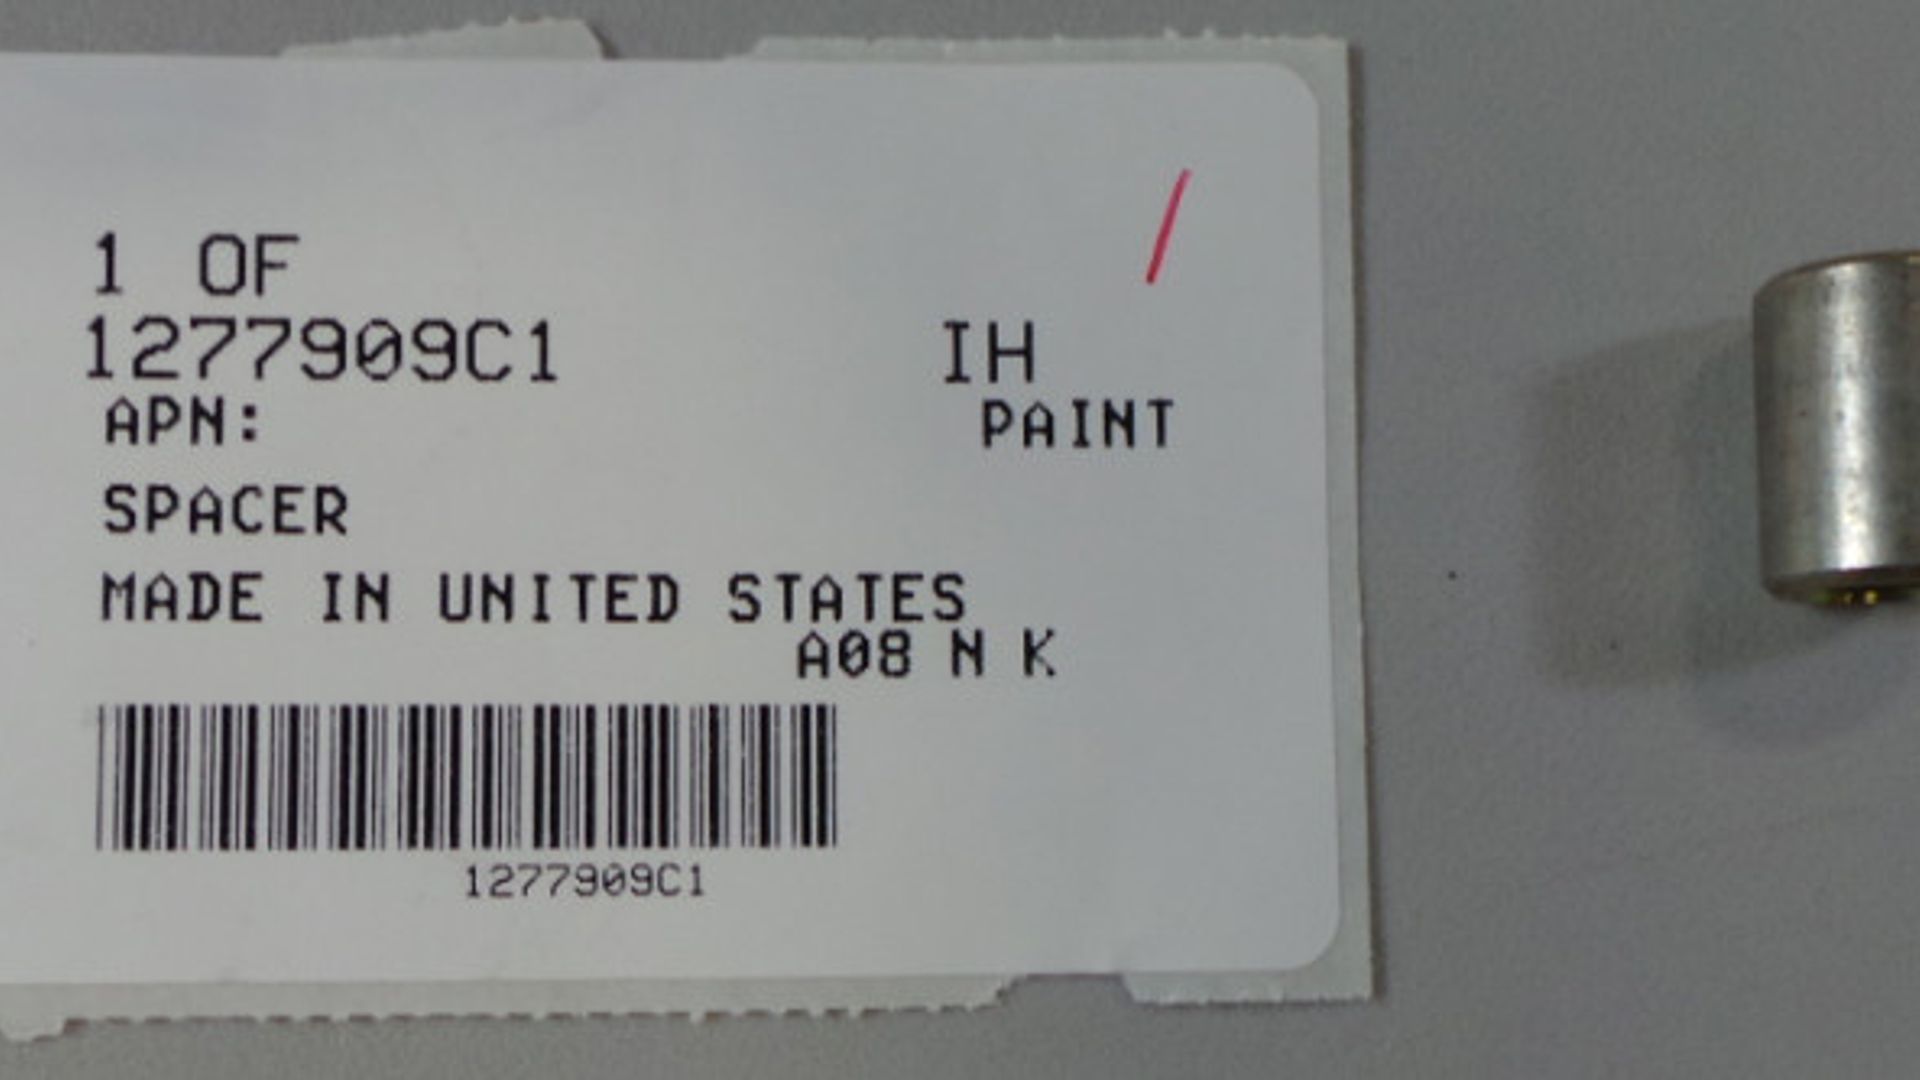 1 OF
1277909C1 IH
APN: PAINT
SPACER
MADE IN UNITED STATES
A08 N K
1277909C1